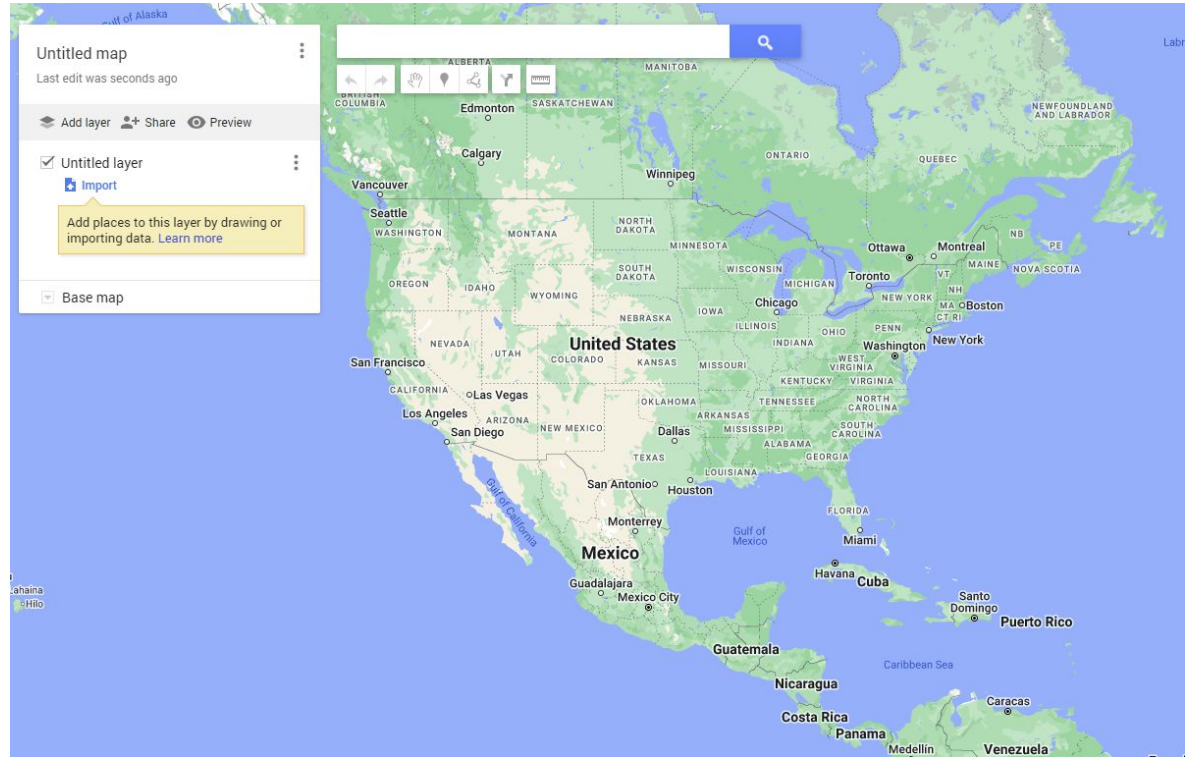 Gulf of Alaska
Untitled map
Last edit was seconds ago
Add layer
Share
Preview
Untitled layer
Import
Add places to this layer by drawing or
importing data. Learn more
Base map
ALBERTA
MANITOBA
BRITISH
COLUMBIA
Edmonton
SASKATCHEWAN
NEWFOUNDLAND
AND LABRADOR
Calgary
ONTARIO
QUEBEC
Winnipeg
Vancouver
Seattle
WASHINGTON
MONTANA
NORTH
DAKOTA
MINNESOTA
Ottawa
Montreal
NB
PE
MAINE
NOVA SCOTIA
OREGON
IDAHO
SOUTH
DAKOTA
WISCONSIN
MICHIGAN
Toronto
VT
NH
WYOMING
Chicago
NEW YORK
MA
Boston
CT
RI
NEBRASKA
IOWA
ILLINOIS
INDIANA
OHIO
PENN
New York
NEVADA
UTAH
United States
COLORADO
KANSAS
MISSOURI
WEST
VIRGINIA
Washington
San Francisco
KENTUCKY
VIRGINIA
CALIFORNIA
Las Vegas
OKLAHOMA
TENNESSEE
NORTH
CAROLINA
Los Angeles
ARIZONA
NEW MEXICO
ARKANSAS
MISSISSIPPI
SOUTH
CAROLINA
San Diego
Dallas
ALABAMA
GEORGIA
TEXAS
LOUISIANA
San Antonio
Houston
Gulf of California
FLORIDA
Monterrey
Gulf of
Mexico
Miami
Mexico
Havana
Cuba
Guadalajara
Mexico City
Hilo
Santo
Domingo
Puerto Rico
Guatemala
Caribbean Sea
Nicaragua
Caracas
Costa Rica
Panama
Medellín
Venezuela